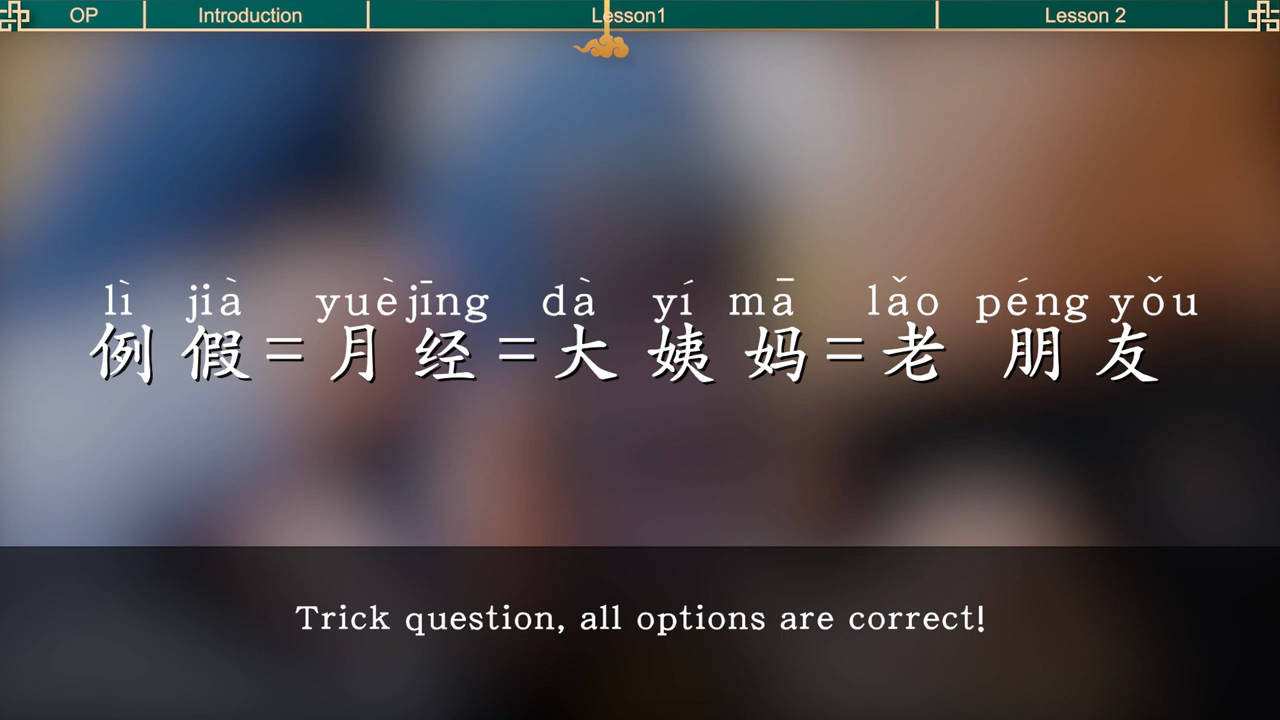 OP Introduction Lesson1 Lesson 2
lì jià yuèjīng dà yí mā lǎo péng yǒu
例假=月经=大姨妈=老朋友
Trick question, all options are correct!